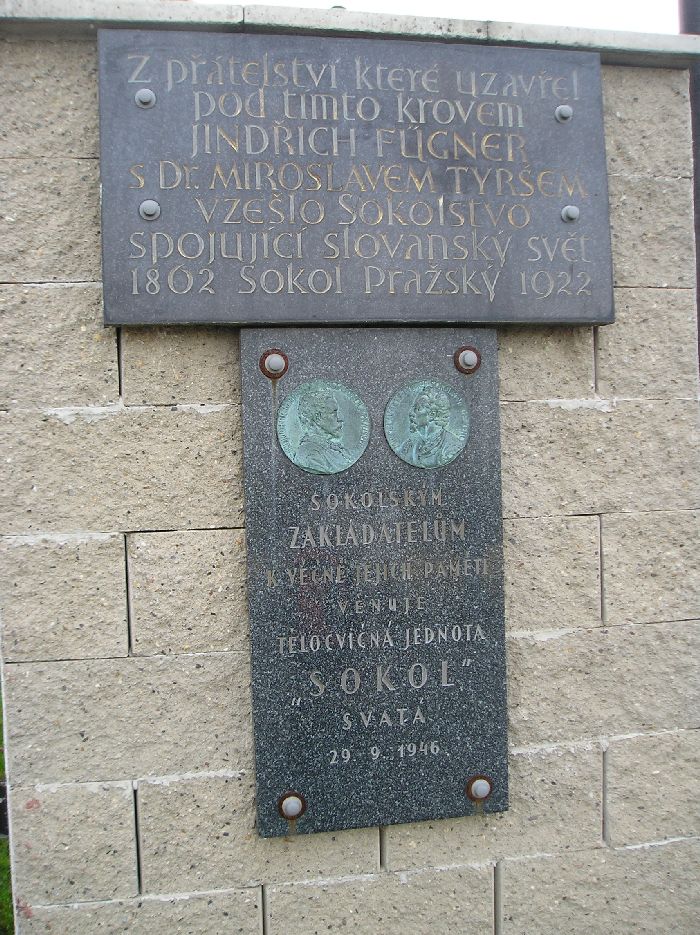 Z přátelství které uzavřel
pod tímto krovem
JINDŘICH FŰGNER
s Dr. MIROSLAVEM TYRŠEM
vzešlo Sokolstvo
spojující slovanský svět
1862 Sokol Pražský 1922
SOKOLSKÝM
ZAKLADATELŮM
K VĚČNÉ JEJICH PAMĚTI
VĚNUJE
TĚLOCVIČNÁ JEDNOTA
"SOKOL"
SVATÁ
29. 9. 1946